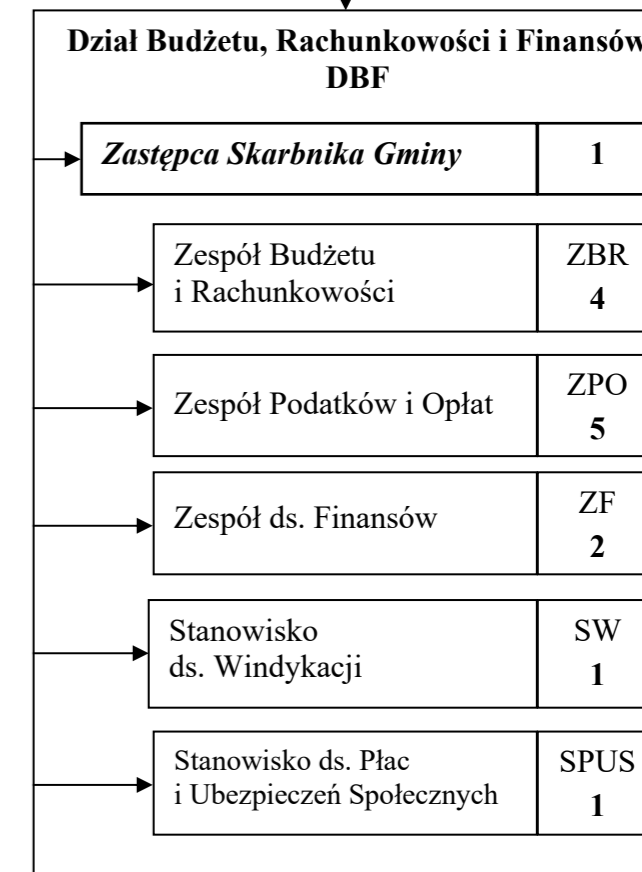 Dział Budżetu, Rachunkowości i Finansów
DBF
Zastępca Skarbnika Gminy 1
Zespół Budżetu
i Rachunkowości
ZBR
4
Zespół Podatków i Opłat
ZPO
5
Zespół ds. Finansów
ZF
2
Stanowisko
ds. Windykacji
SW
1
Stanowisko ds. Płac
i Ubezpieczeń Społecznych
SPUS
1